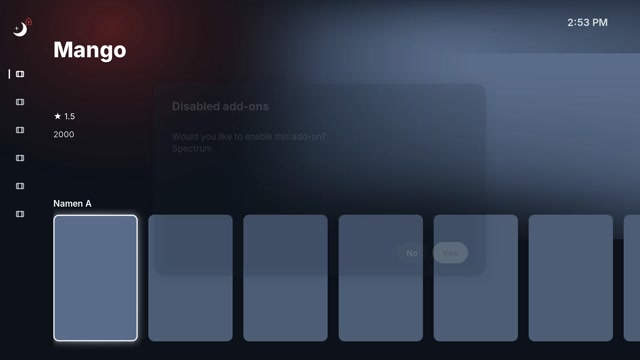 2:53 PM
Mango
Disabled add-ons
★ 1.5
Would you like to enable this add-on?
2000
Spectrum
Namen A
No
Yes